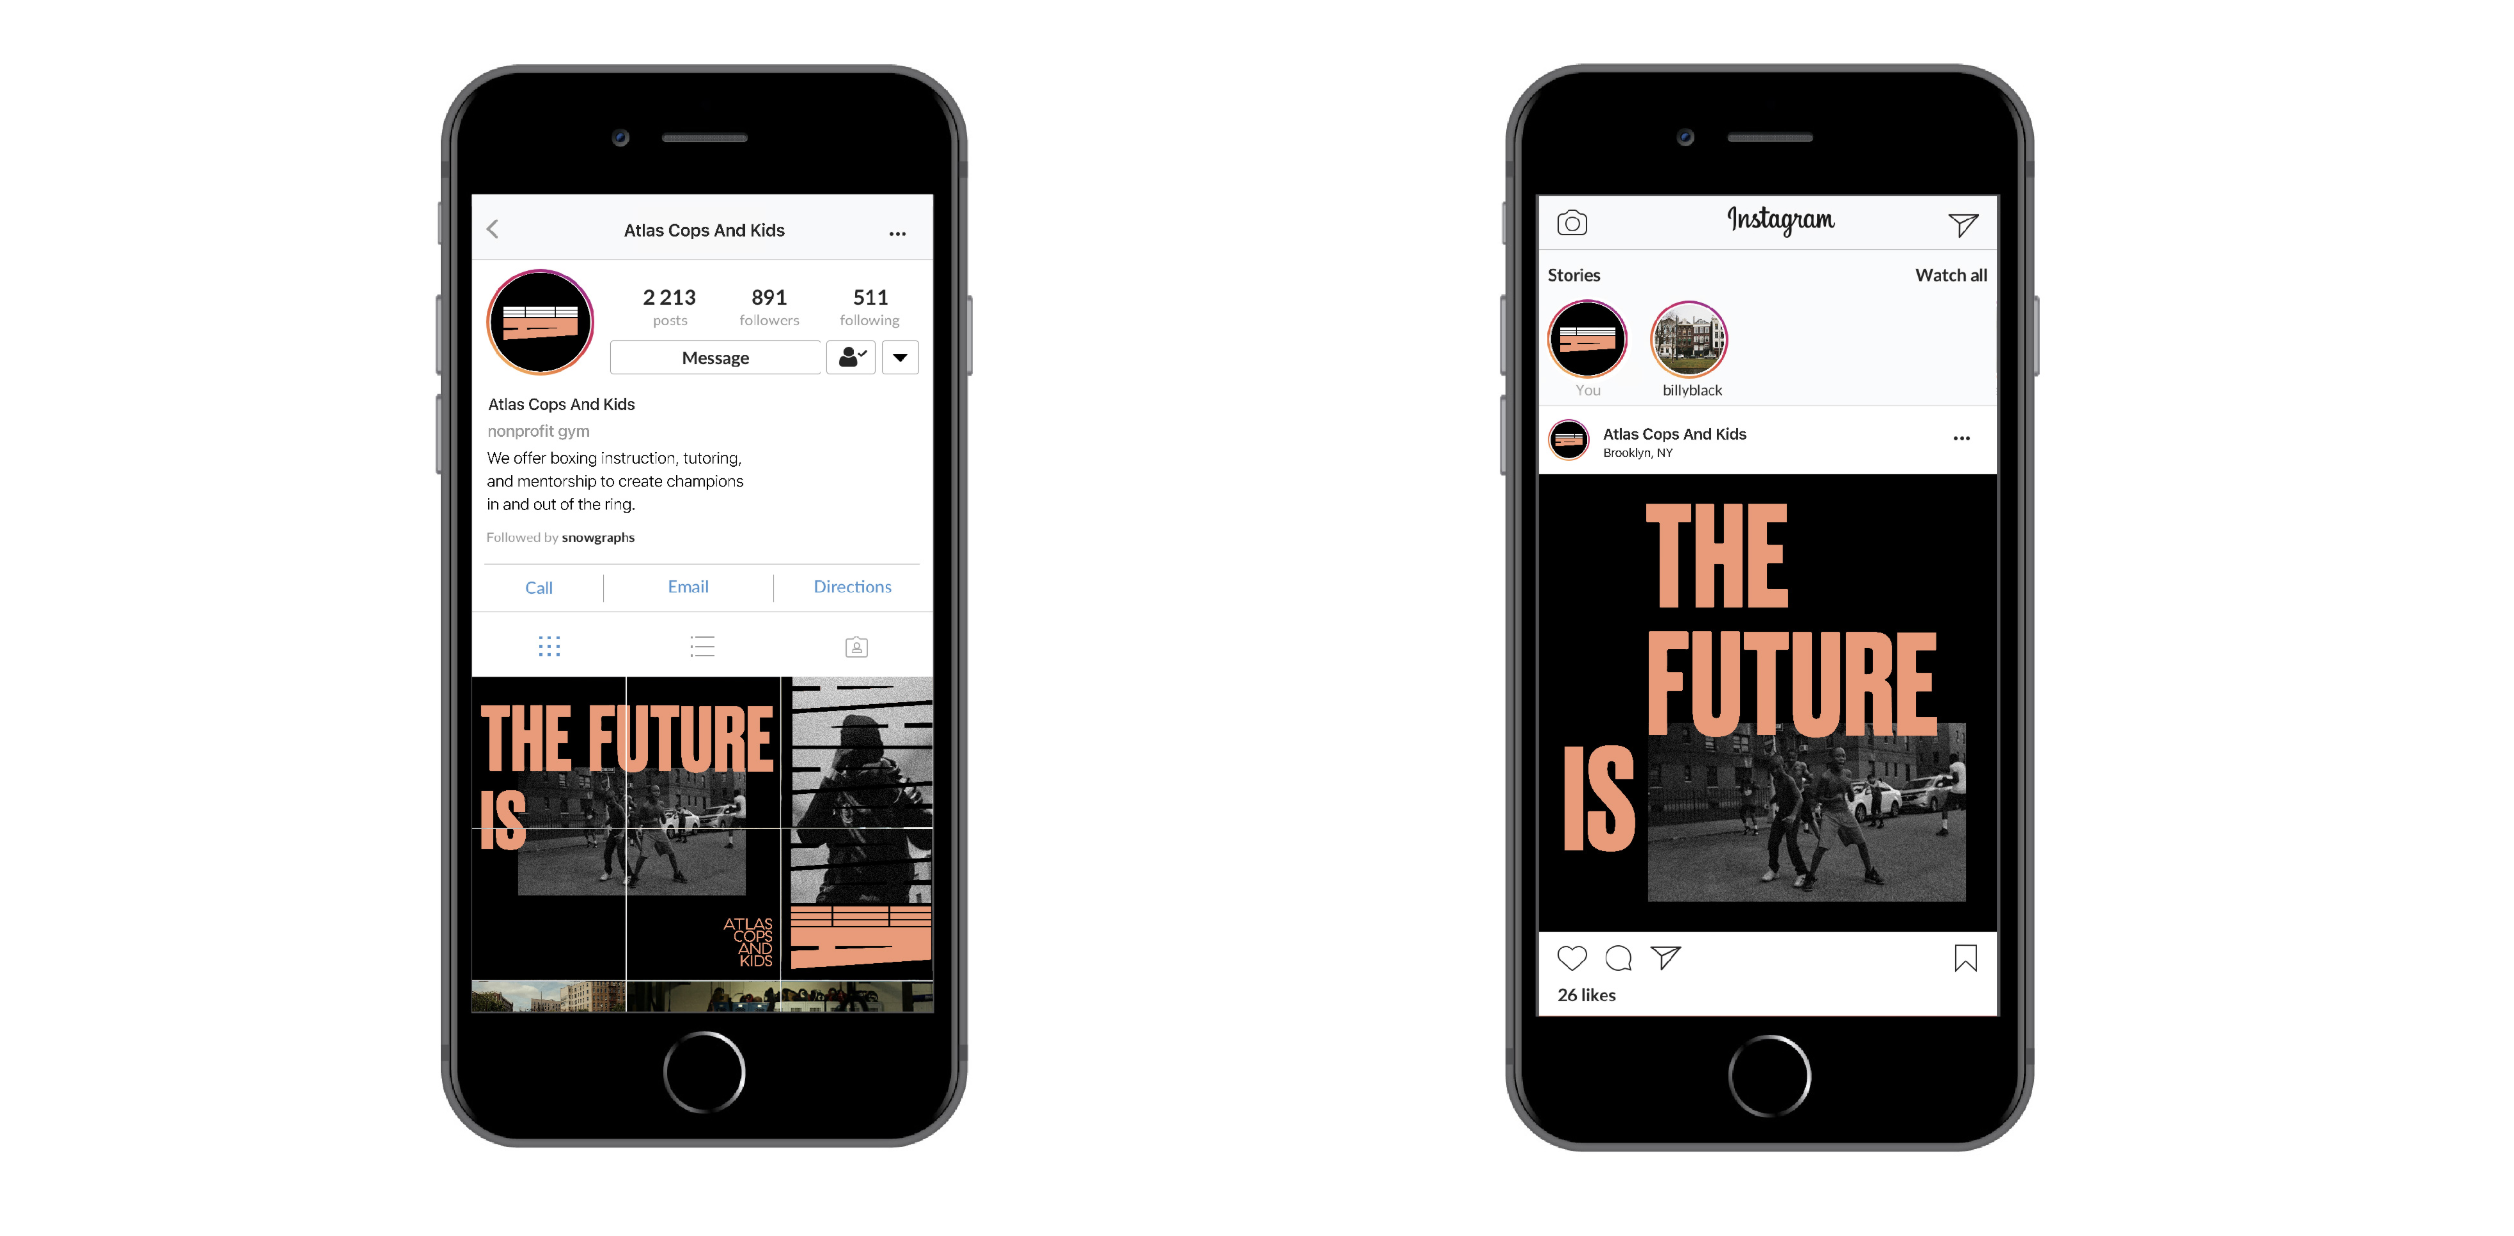 Atlas Cops And Kids
2 213
posts
891
followers
511
following
Message
Atlas Cops And Kids
nonprofit gym
We offer boxing instruction, tutoring,
and mentorship to create champions
in and out of the ring.
Followed by snowgraphs
Call
Email
Directions
THE FUTURE
IS
ATLAS
COPS
AND
KIDS
Instagram
Stories
Watch all
You
billyblack
Atlas Cops And Kids
Brooklyn, NY
THE
FUTURE
IS
26 likes